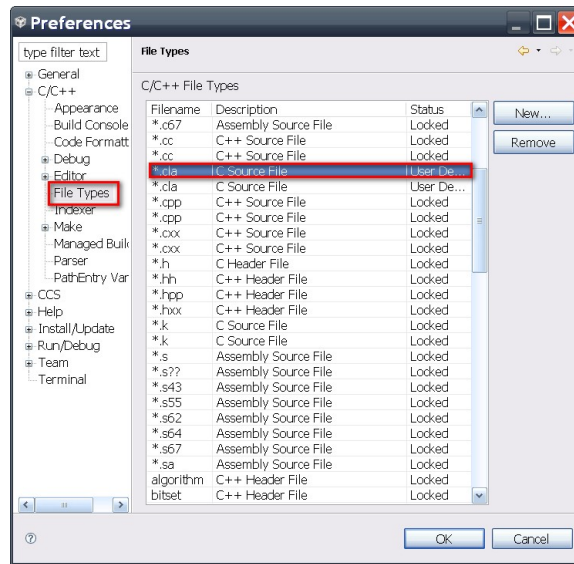 Preferences
type filter text
File Types
General
C/C++
Appearance
Build Console
Code Formatt
Debug
Editor
File Types
Indexer
Make
Managed Buil
Parser
PathEntry Var
CCS
Help
Install/Update
Run/Debug
Team
Terminal
C/C++ File Types
Filename Description Status
*.c67 Assembly Source File Locked
*.cc C++ Source File Locked
*.cc C++ Source File Locked
*.cla C Source File User De...
*.cla C Source File User De...
*.cpp C++ Source File Locked
*.cpp C++ Source File Locked
*.cxx C++ Source File Locked
*.cxx C++ Source File Locked
*.h C Header File Locked
*.hh C++ Header File Locked
*.hpp C++ Header File Locked
*.hxx C++ Header File Locked
*.k C Source File Locked
*.k C Source File Locked
*.s Assembly Source File Locked
*.s?? Assembly Source File Locked
*.s43 Assembly Source File Locked
*.s55 Assembly Source File Locked
*.s62 Assembly Source File Locked
*.s64 Assembly Source File Locked
*.s67 Assembly Source File Locked
*.sa Assembly Source File Locked
algorithm C++ Header File Locked
bitset C++ Header File Locked
New...
Remove
OK
Cancel